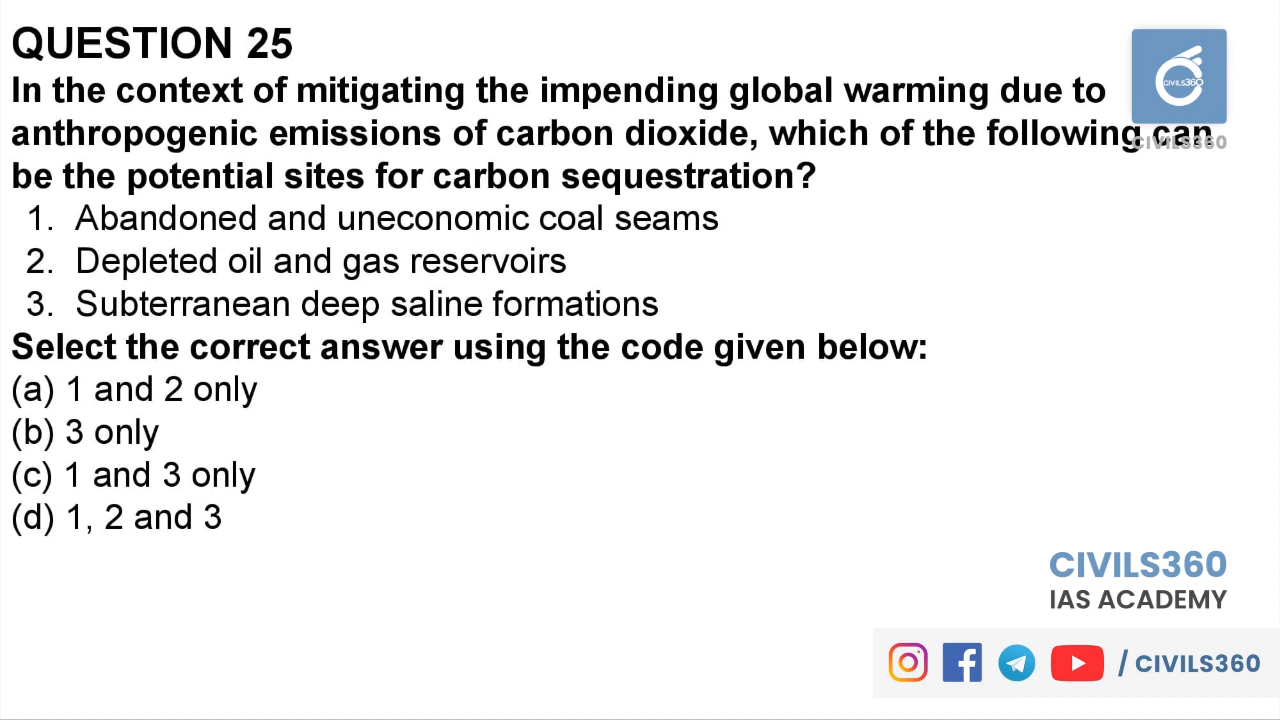 QUESTION 25
In the context of mitigating the impending global warming due to
anthropogenic emissions of carbon dioxide, which of the following can
be the potential sites for carbon sequestration?
1. Abandoned and uneconomic coal seams
2. Depleted oil and gas reservoirs
3. Subterranean deep saline formations
Select the correct answer using the code given below:
(a) 1 and 2 only
(b) 3 only
(c) 1 and 3 only
(d) 1, 2 and 3
CIVILS360
CIVILS360
CIVILS360
IAS ACADEMY
/ CIVILS360